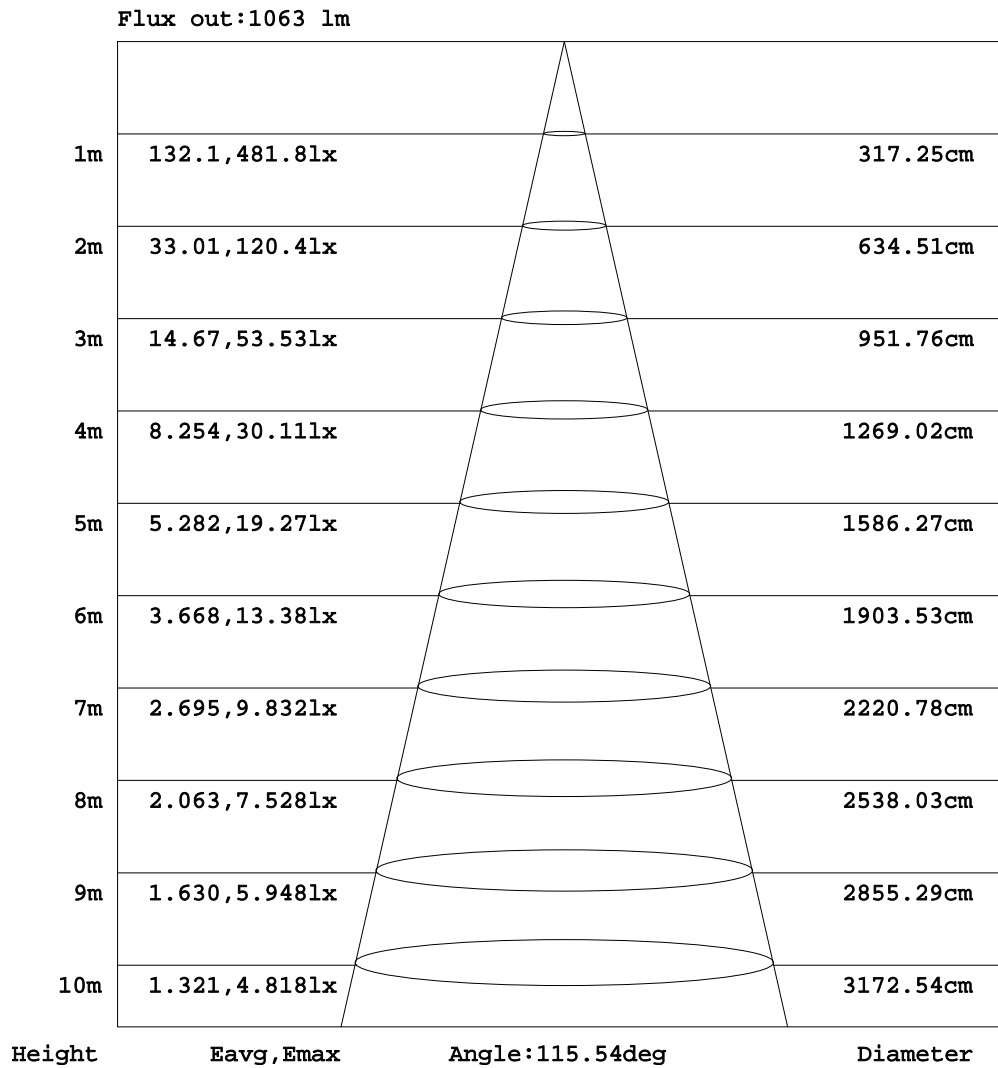 Flux out:1063 lm
1m 132.1,481.8lx 317.25cm
2m 33.01,120.4lx 634.51cm
3m 14.67,53.53lx 951.76cm
4m 8.254,30.11lx 1269.02cm
5m 5.282,19.27lx 1586.27cm
6m 3.668,13.38lx 1903.53cm
7m 2.695,9.832lx 2220.78cm
8m 2.063,7.528lx 2538.03cm
9m 1.630,5.948lx 2855.29cm
10m 1.321,4.818lx 3172.54cm
Height Eavg,Emax Angle:115.54deg Diameter